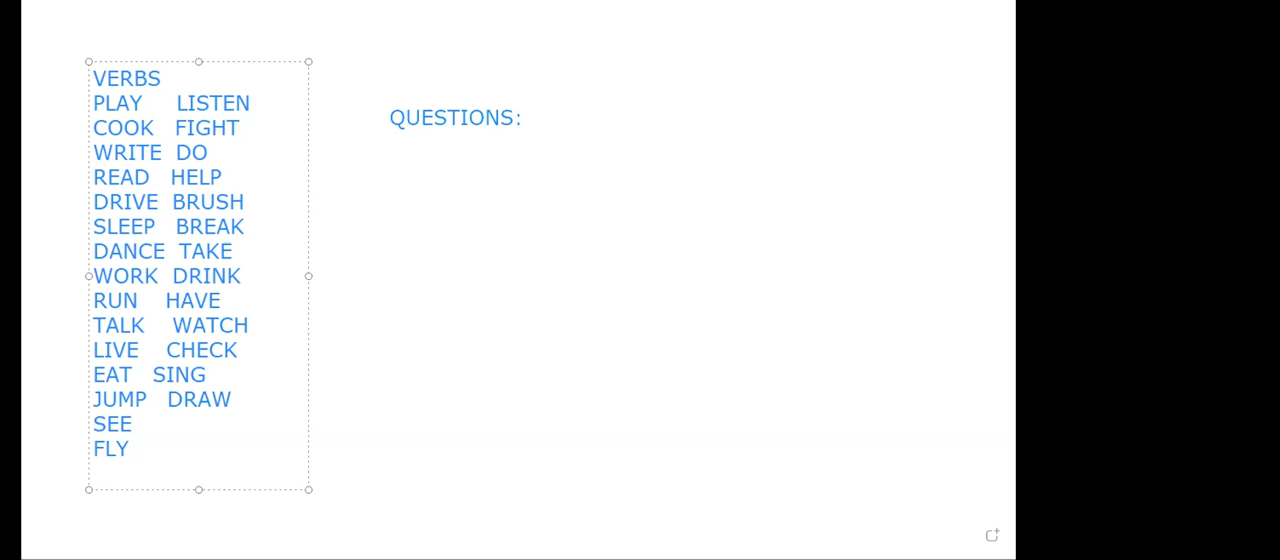 VERBS
PLAY LISTEN
COOK FIGHT
WRITE DO
READ HELP
DRIVE BRUSH
SLEEP BREAK
DANCE TAKE
WORK DRINK
RUN HAVE
TALK WATCH
LIVE CHECK
EAT SING
JUMP DRAW
SEE
FLY
QUESTIONS: